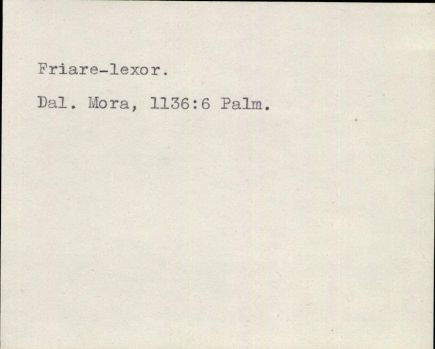 Friare-lexor.
Dal. Mora, 1136:6 Palm.